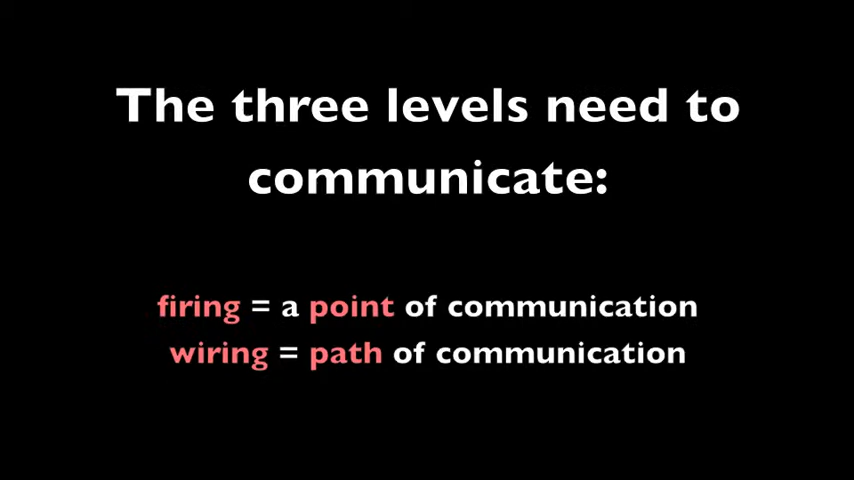 The three levels need to
communicate:
firing = a point of communication
wiring = path of communication